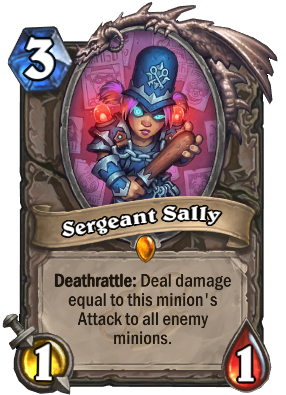 3
Sergeant Sally
Deathrattle: Deal damage
equal to this minion's
Attack to all enemy
minions.
1
1